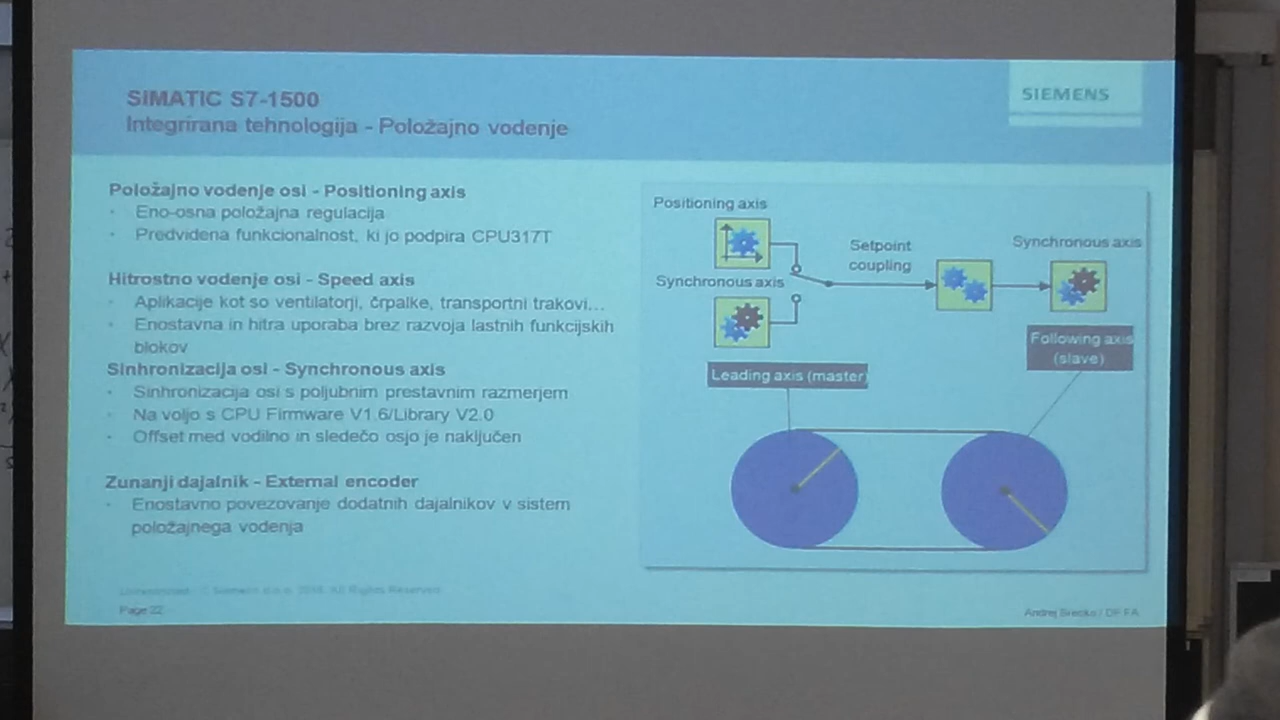 SIMATIC S7-1500
Integrirana tehnologija - Položajno vodenje
SIEMENS
Položajno vodenje osi - Positioning axis
Eno-osna položajna regulacija
Predvidena funkcionalnost, ki jo podpira CPU317T
Hitrostno vodenje osi - Speed axis
Aplikacije kot so ventilatorji, črpalke, transportni trakovi...
Enostavna in hitra uporaba brez razvoja lastnih funkcijskih
blokov
Sinhronizacija osi - Synchronous axis
Sinhronizacija osi s poljubnim prestavnim razmerjem
Na voljo s CPU Firmware V1.6/Library V2.0
Offset med vodilno in sledečo osjo je naključen
Zunanji dajalnik - External encoder
Enostavno povezovanje dodatnih dajalnikov v sistem
položajnega vodenja
Positioning axis
Synchronous axis
Setpoint
coupling
Synchronous axis
Following axis
(slave)
Leading axis (master)
All Rights Reserved.
Page 22
Andrej / DF FA